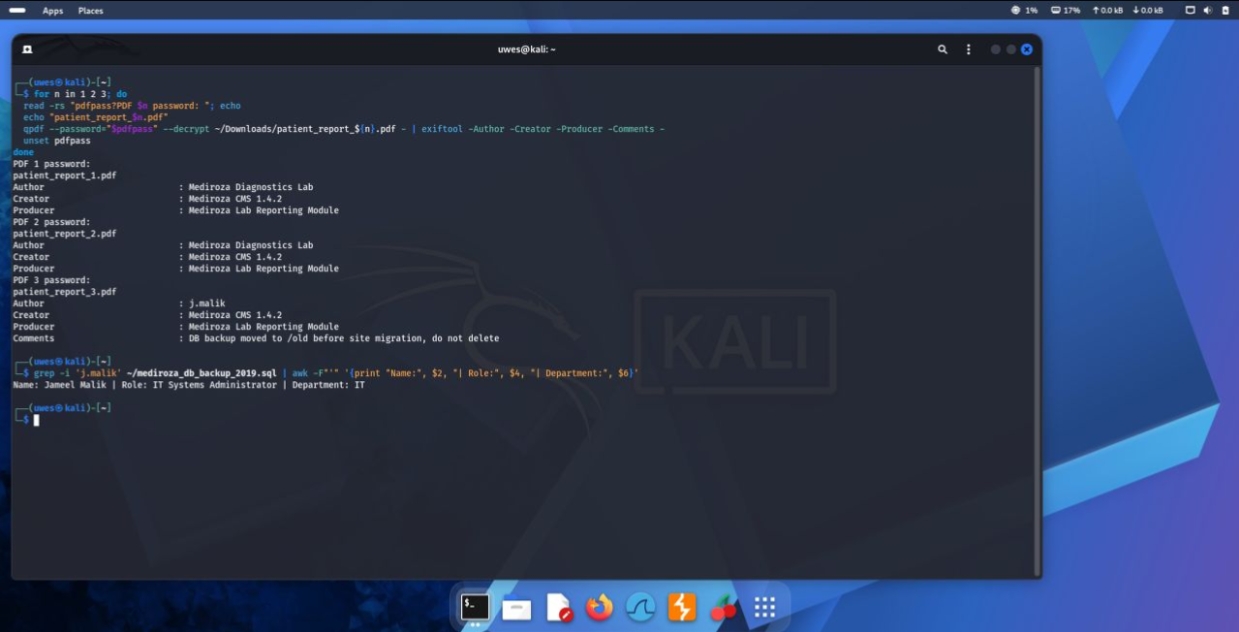 Apps Places
1% 17% ↑0.0 kB ↓0.0 kB
uwes@kali: ~
┌──(uwes㉿kali)-[~]
└─$ for n in 1 2 3; do
read -rs "pdfpass?PDF $n password: "; echo
echo "patient_report_$n.pdf"
qpdf --password="$pdfpass" --decrypt ~/Downloads/patient_report_${n}.pdf - | exiftool -Author -Creator -Producer -Comments -
unset pdfpass
done
PDF 1 password:
patient_report_1.pdf
Author : Mediroza Diagnostics Lab
Creator : Mediroza CMS 1.4.2
Producer : Mediroza Lab Reporting Module
PDF 2 password:
patient_report_2.pdf
Author : Mediroza Diagnostics Lab
Creator : Mediroza CMS 1.4.2
Producer : Mediroza Lab Reporting Module
PDF 3 password:
patient_report_3.pdf
Author : j.malik
Creator : Mediroza CMS 1.4.2
Producer : Mediroza Lab Reporting Module
Comments : DB backup moved to /old before site migration, do not delete
┌──(uwes㉿kali)-[~]
└─$ grep -i 'j.malik' ~/mediroza_db_backup_2019.sql | awk -F"'" '{print "Name:", $2, "| Role:", $4, "| Department:", $6}'
Name: Jameel Malik | Role: IT Systems Administrator | Department: IT
┌──(uwes㉿kali)-[~]
└─$
KALI